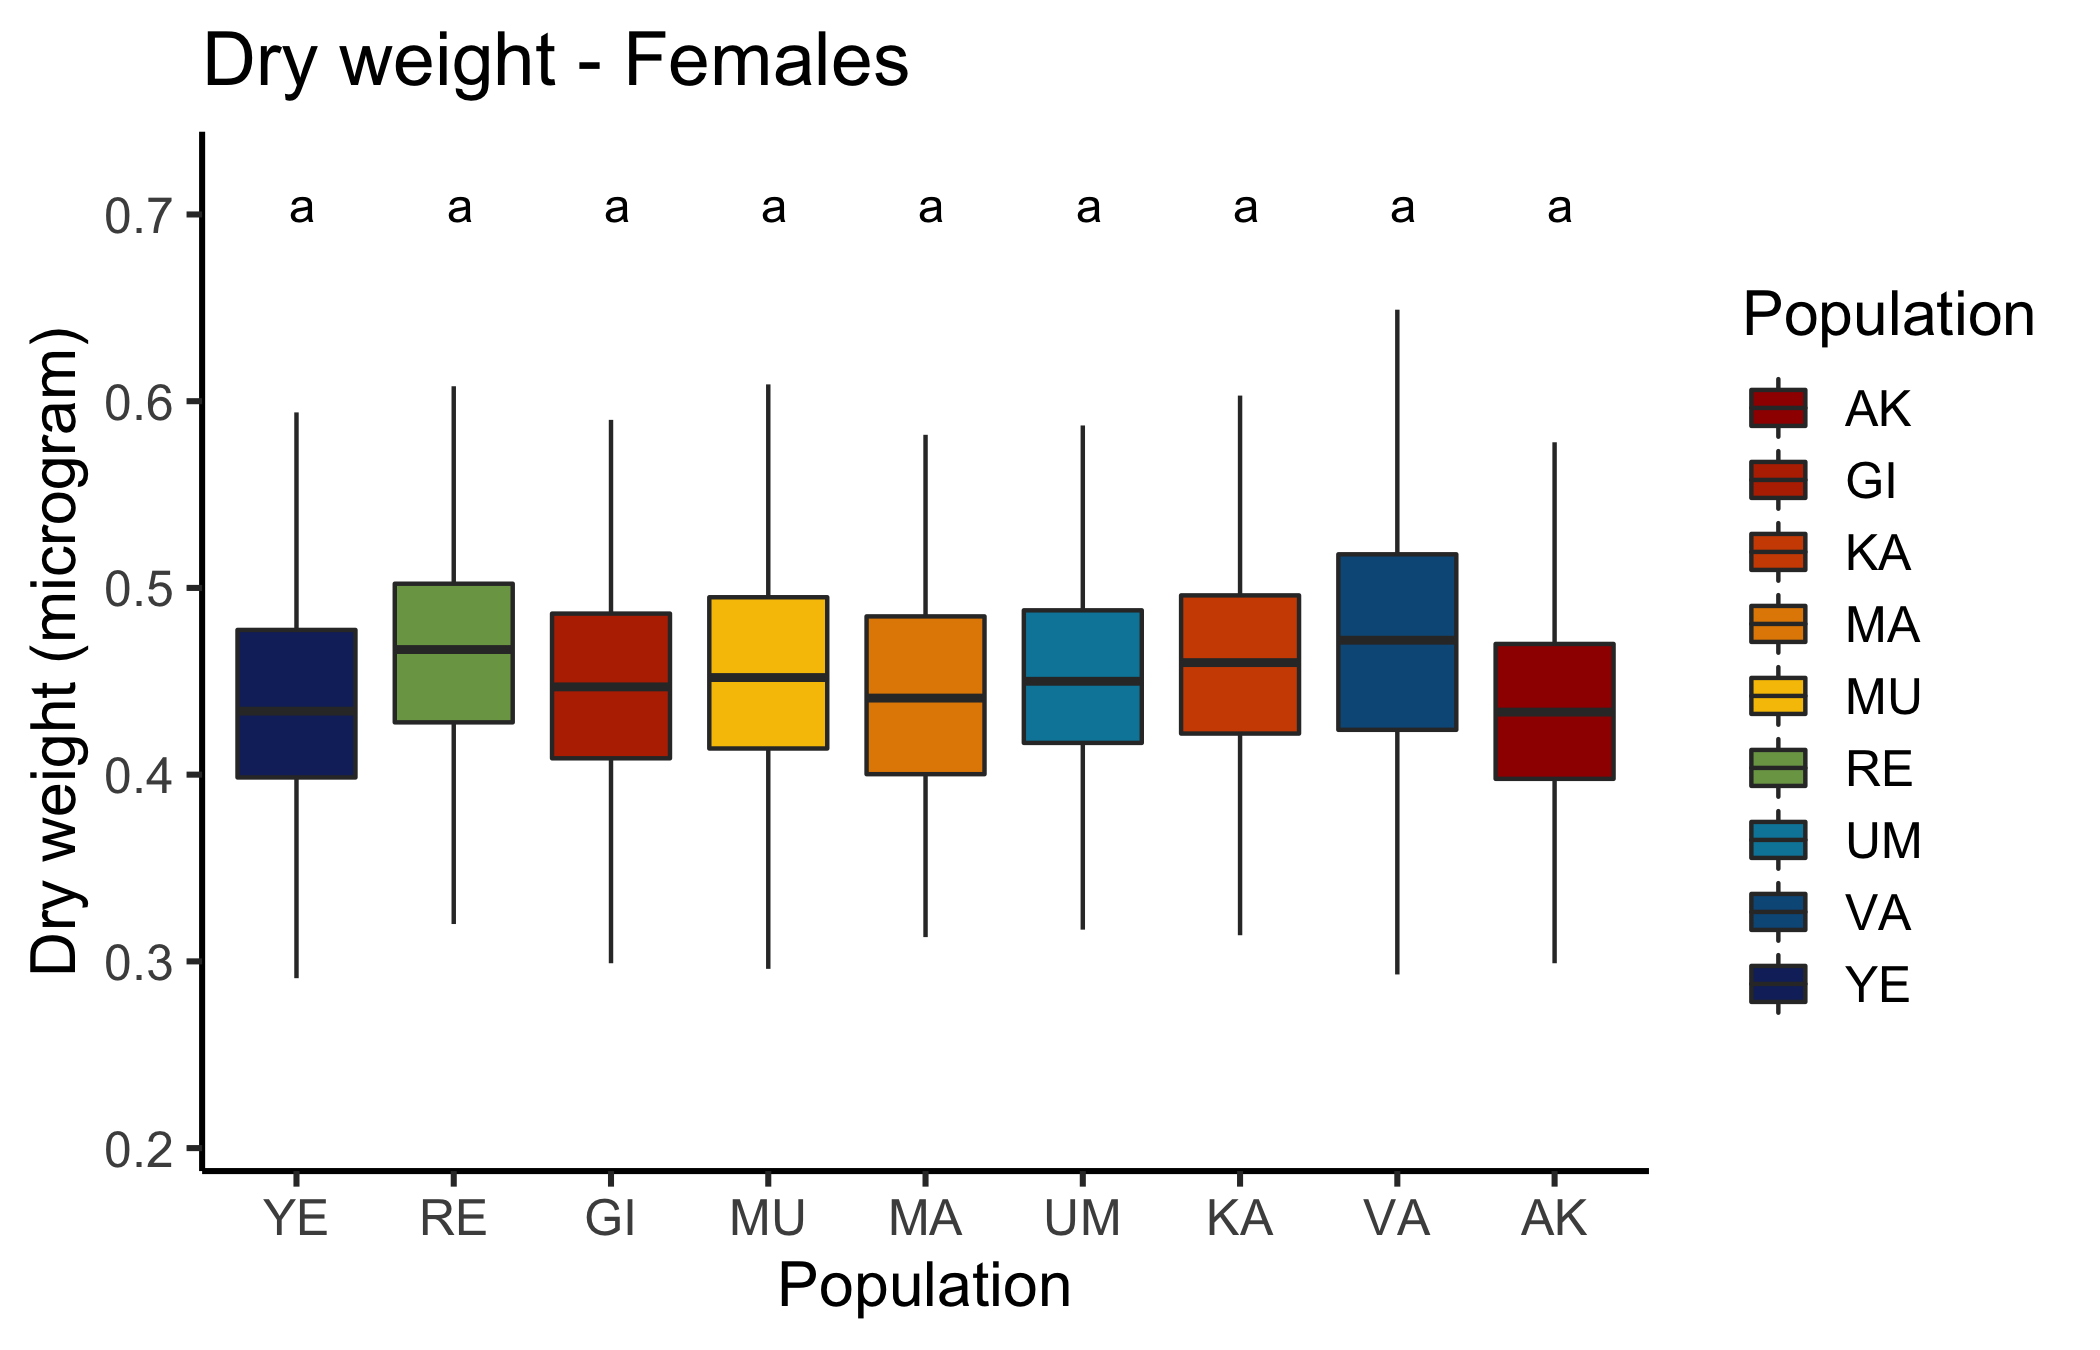 Dry weight - Females
a a a a a a a a a
Dry weight (microgram)
0.7
0.6
0.5
0.4
0.3
0.2
YE RE GI MU MA UM KA VA AK
Population
Population
AK
GI
KA
MA
MU
RE
UM
VA
YE